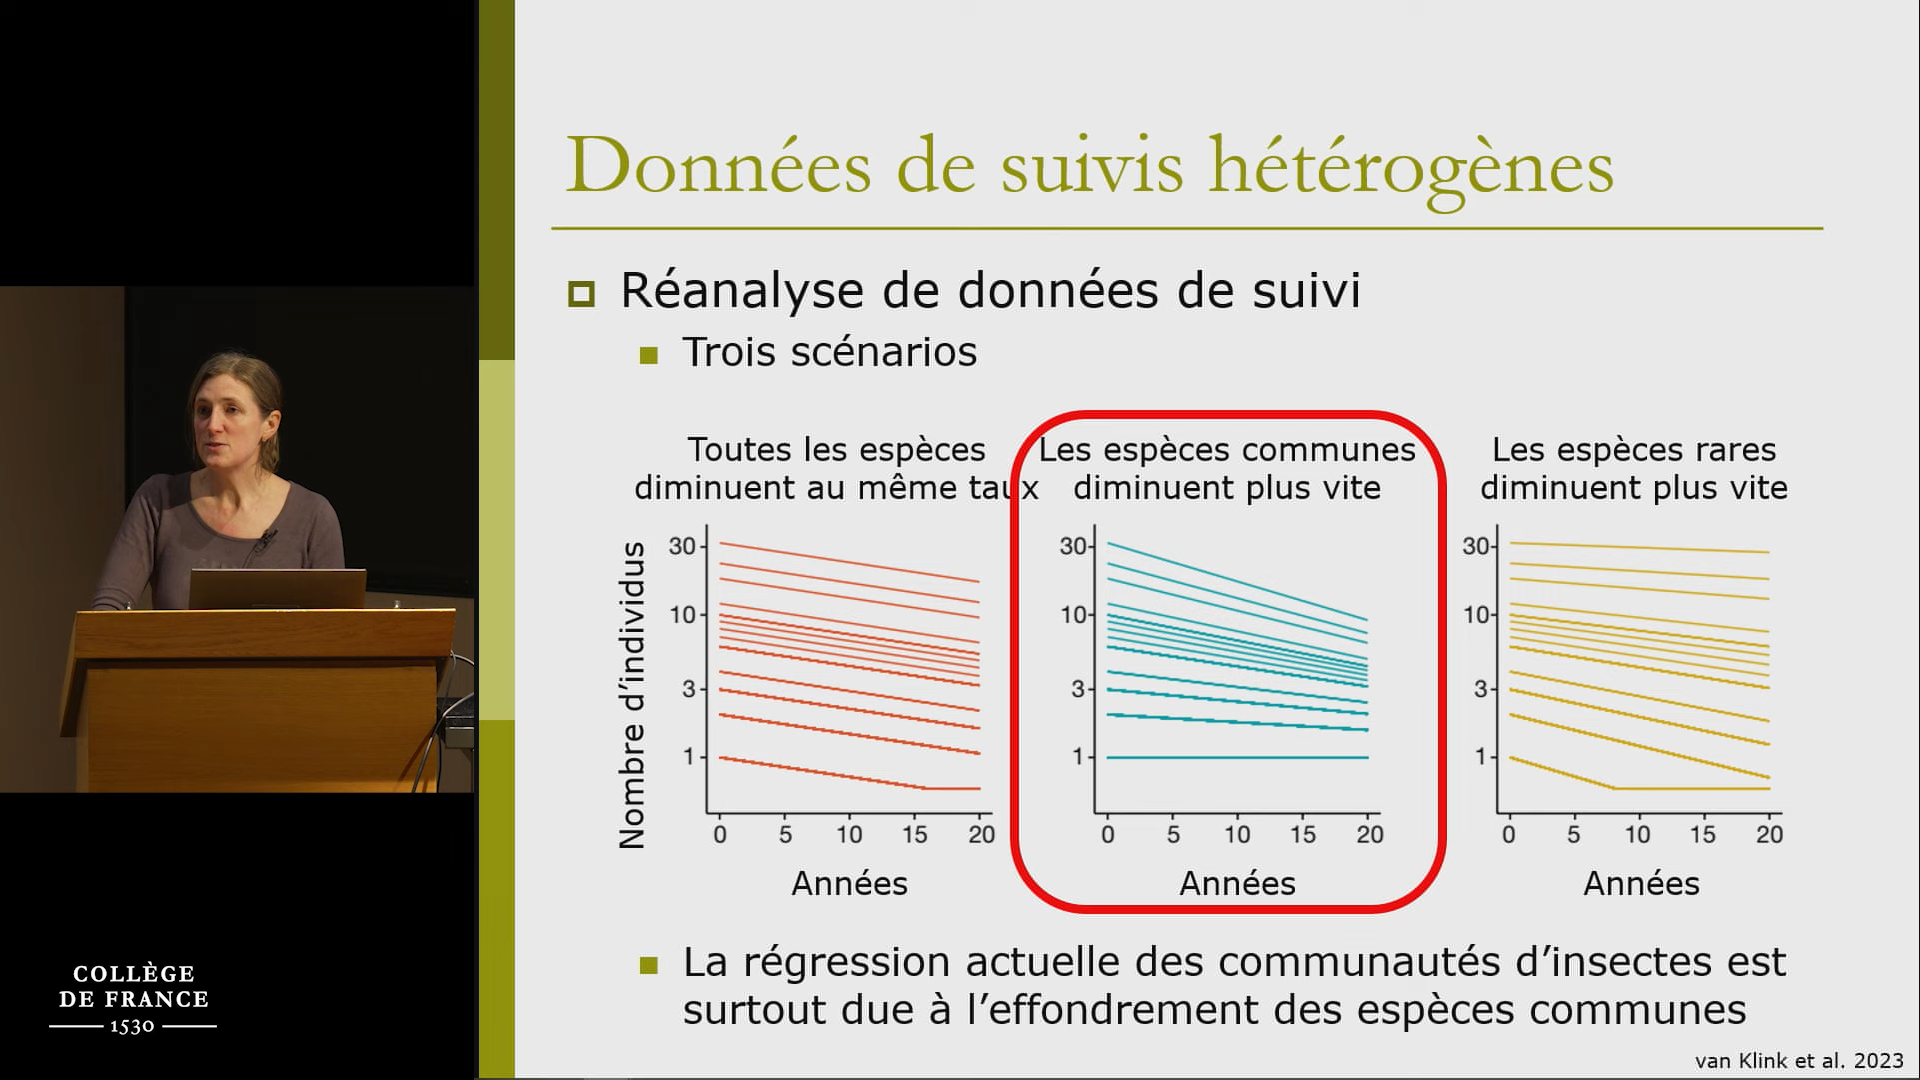 Données de suivis hétérogènes
Réanalyse de données de suivi
Trois scénarios
Toutes les espèces
diminuent au même taux
Les espèces communes
diminuent plus vite
Les espèces rares
diminuent plus vite
Nombre d'individus
30
10
3
1
0 5 10 15 20
Années
30
10
3
1
0 5 10 15 20
Années
30
10
3
1
0 5 10 15 20
Années
La régression actuelle des communautés d'insectes est
surtout due à l'effondrement des espèces communes
van Klink et al. 2023
COLLÈGE
DE FRANCE
1530